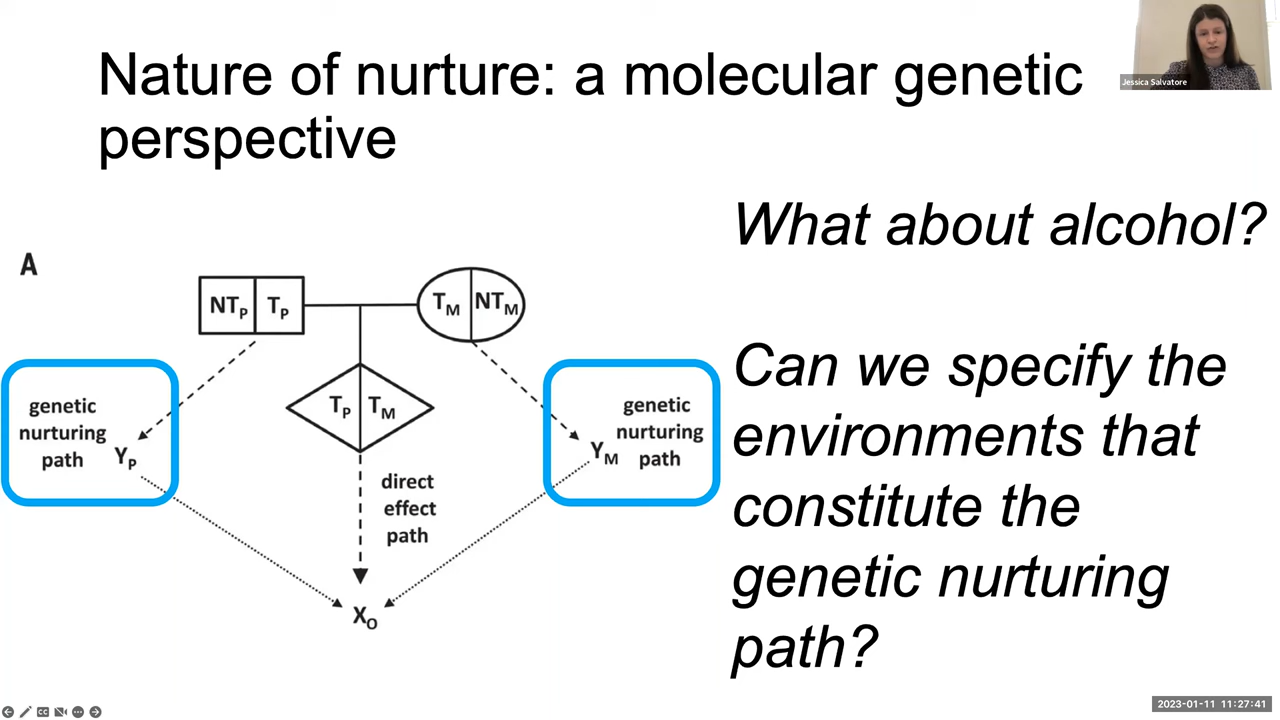 Nature of nurture: a molecular genetic
perspective
Jessica Salvatore
What about alcohol?
A
NTP TP
TM NTM
genetic
nurturing
path YP
TP TM
genetic
nurturing
YM path
direct
effect
path
XO
Can we specify the
environments that
constitute the
genetic nurturing
path?
CC
2023-01-11 11:27:41